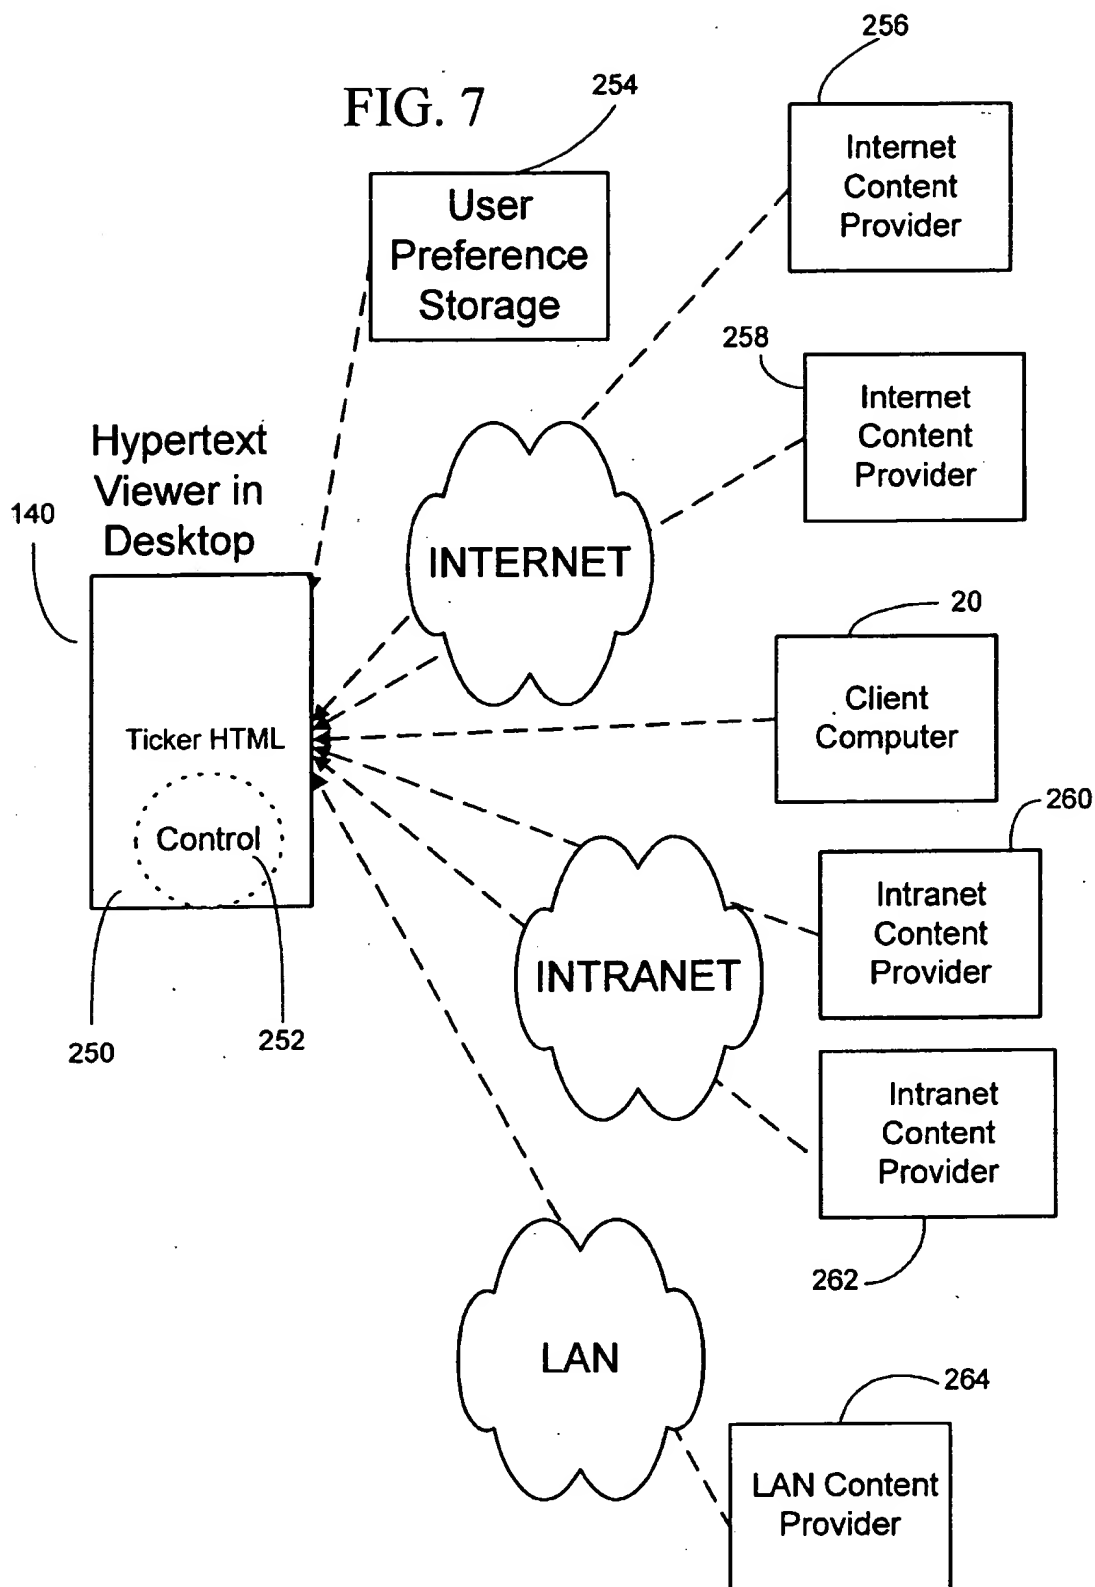 256
FIG. 7
254
Internet
Content
Provider
User
Preference
Storage
258
Internet
Content
Provider
Hypertext
Viewer in
Desktop
140
INTERNET
20
Client
Computer
Ticker HTML
260
Control
Intranet
Content
Provider
INTRANET
250
252
Intranet
Content
Provider
262
LAN
264
LAN Content
Provider